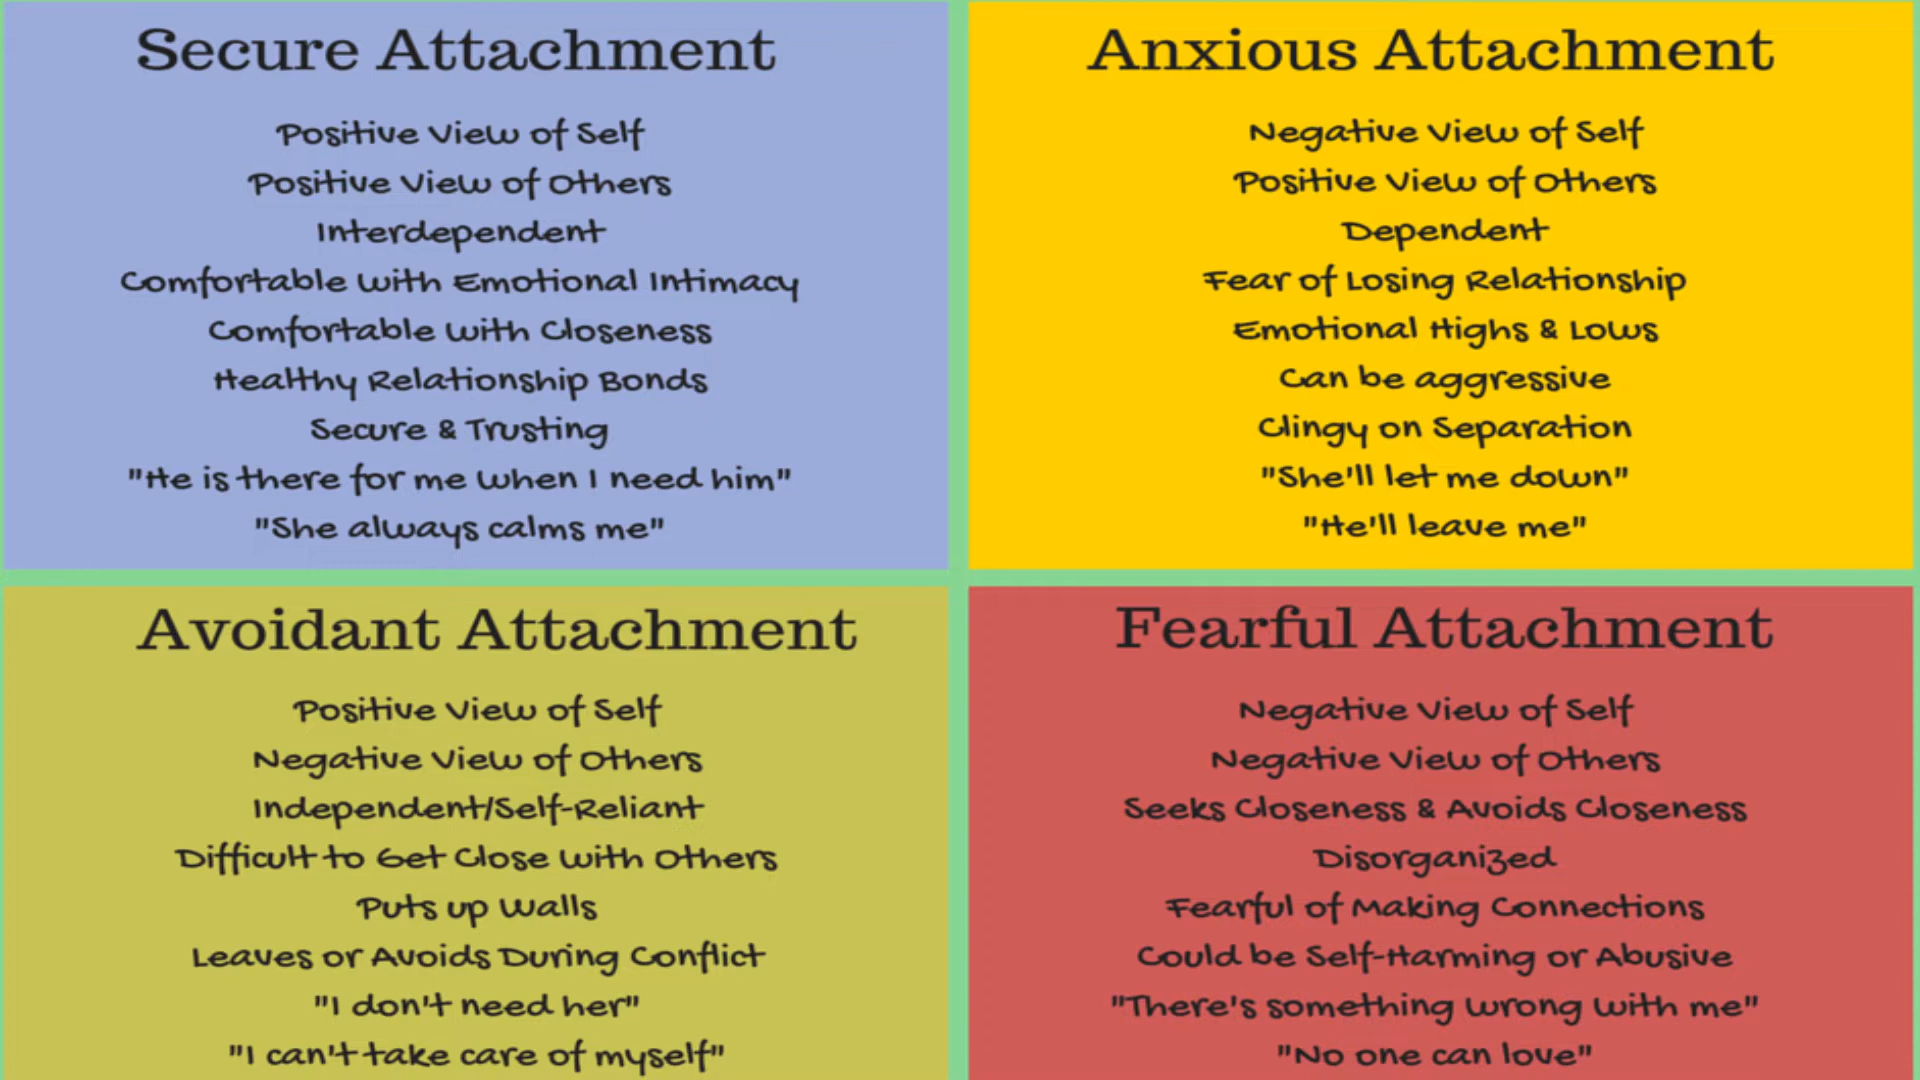 Secure Attachment
Positive View of Self
Positive View of Others
Interdependent
Comfortable with Emotional Intimacy
Comfortable with Closeness
Healthy Relationship Bonds
Secure & Trusting
"He is there for me when I need him"
"She always calms me"
Anxious Attachment
Negative View of Self
Positive View of Others
Dependent
Fear of Losing Relationship
Emotional Highs & Lows
Can be aggressive
Clingy on Separation
"She'll let me down"
"He'll leave me"
Avoidant Attachment
Positive View of Self
Negative View of Others
Independent/Self-Reliant
Difficult to Get Close with Others
Puts up Walls
Leaves or Avoids During Conflict
"I don't need her"
"I can't take care of myself"
Fearful Attachment
Negative View of Self
Negative View of Others
Seeks Closeness & Avoids Closeness
Disorganized
Fearful of Making Connections
Could be Self-Harming or Abusive
"There's something wrong with me"
"No one can love"